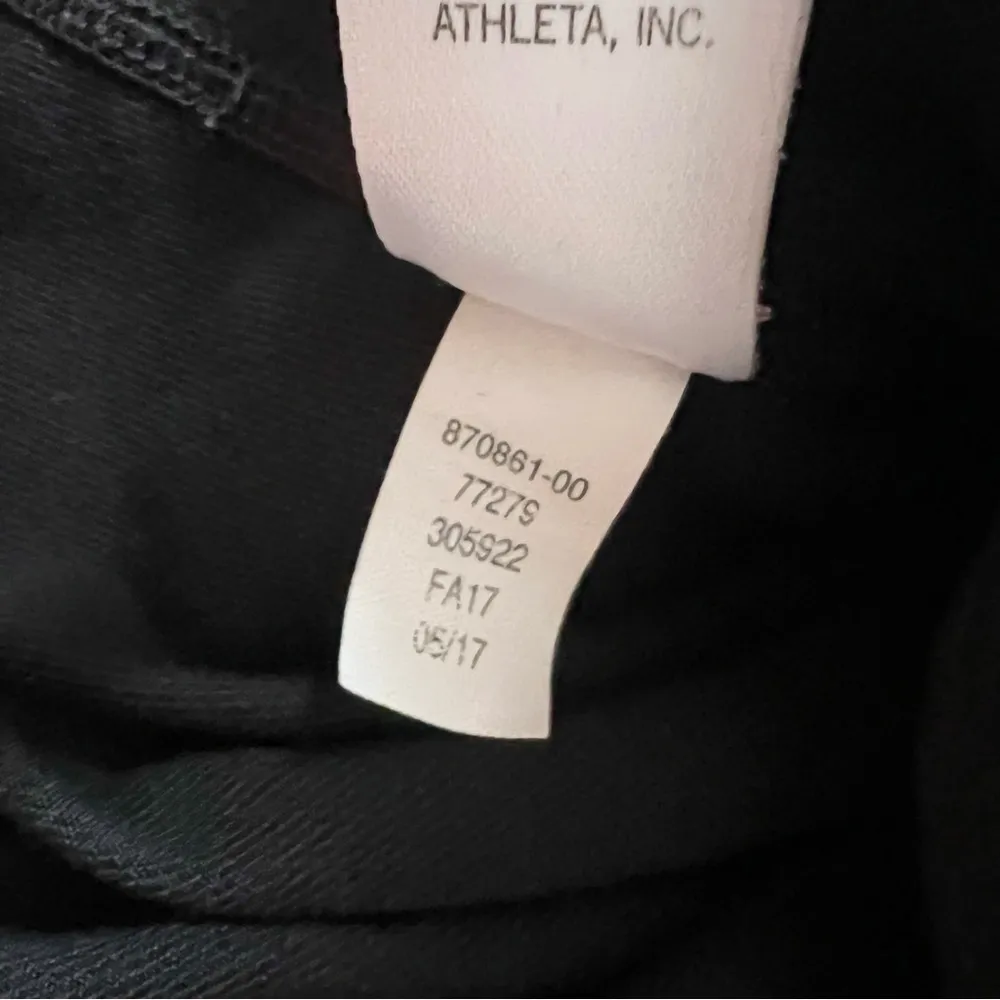 ATHLETA, INC.
870861-00
77279
305922
FA17
05/17